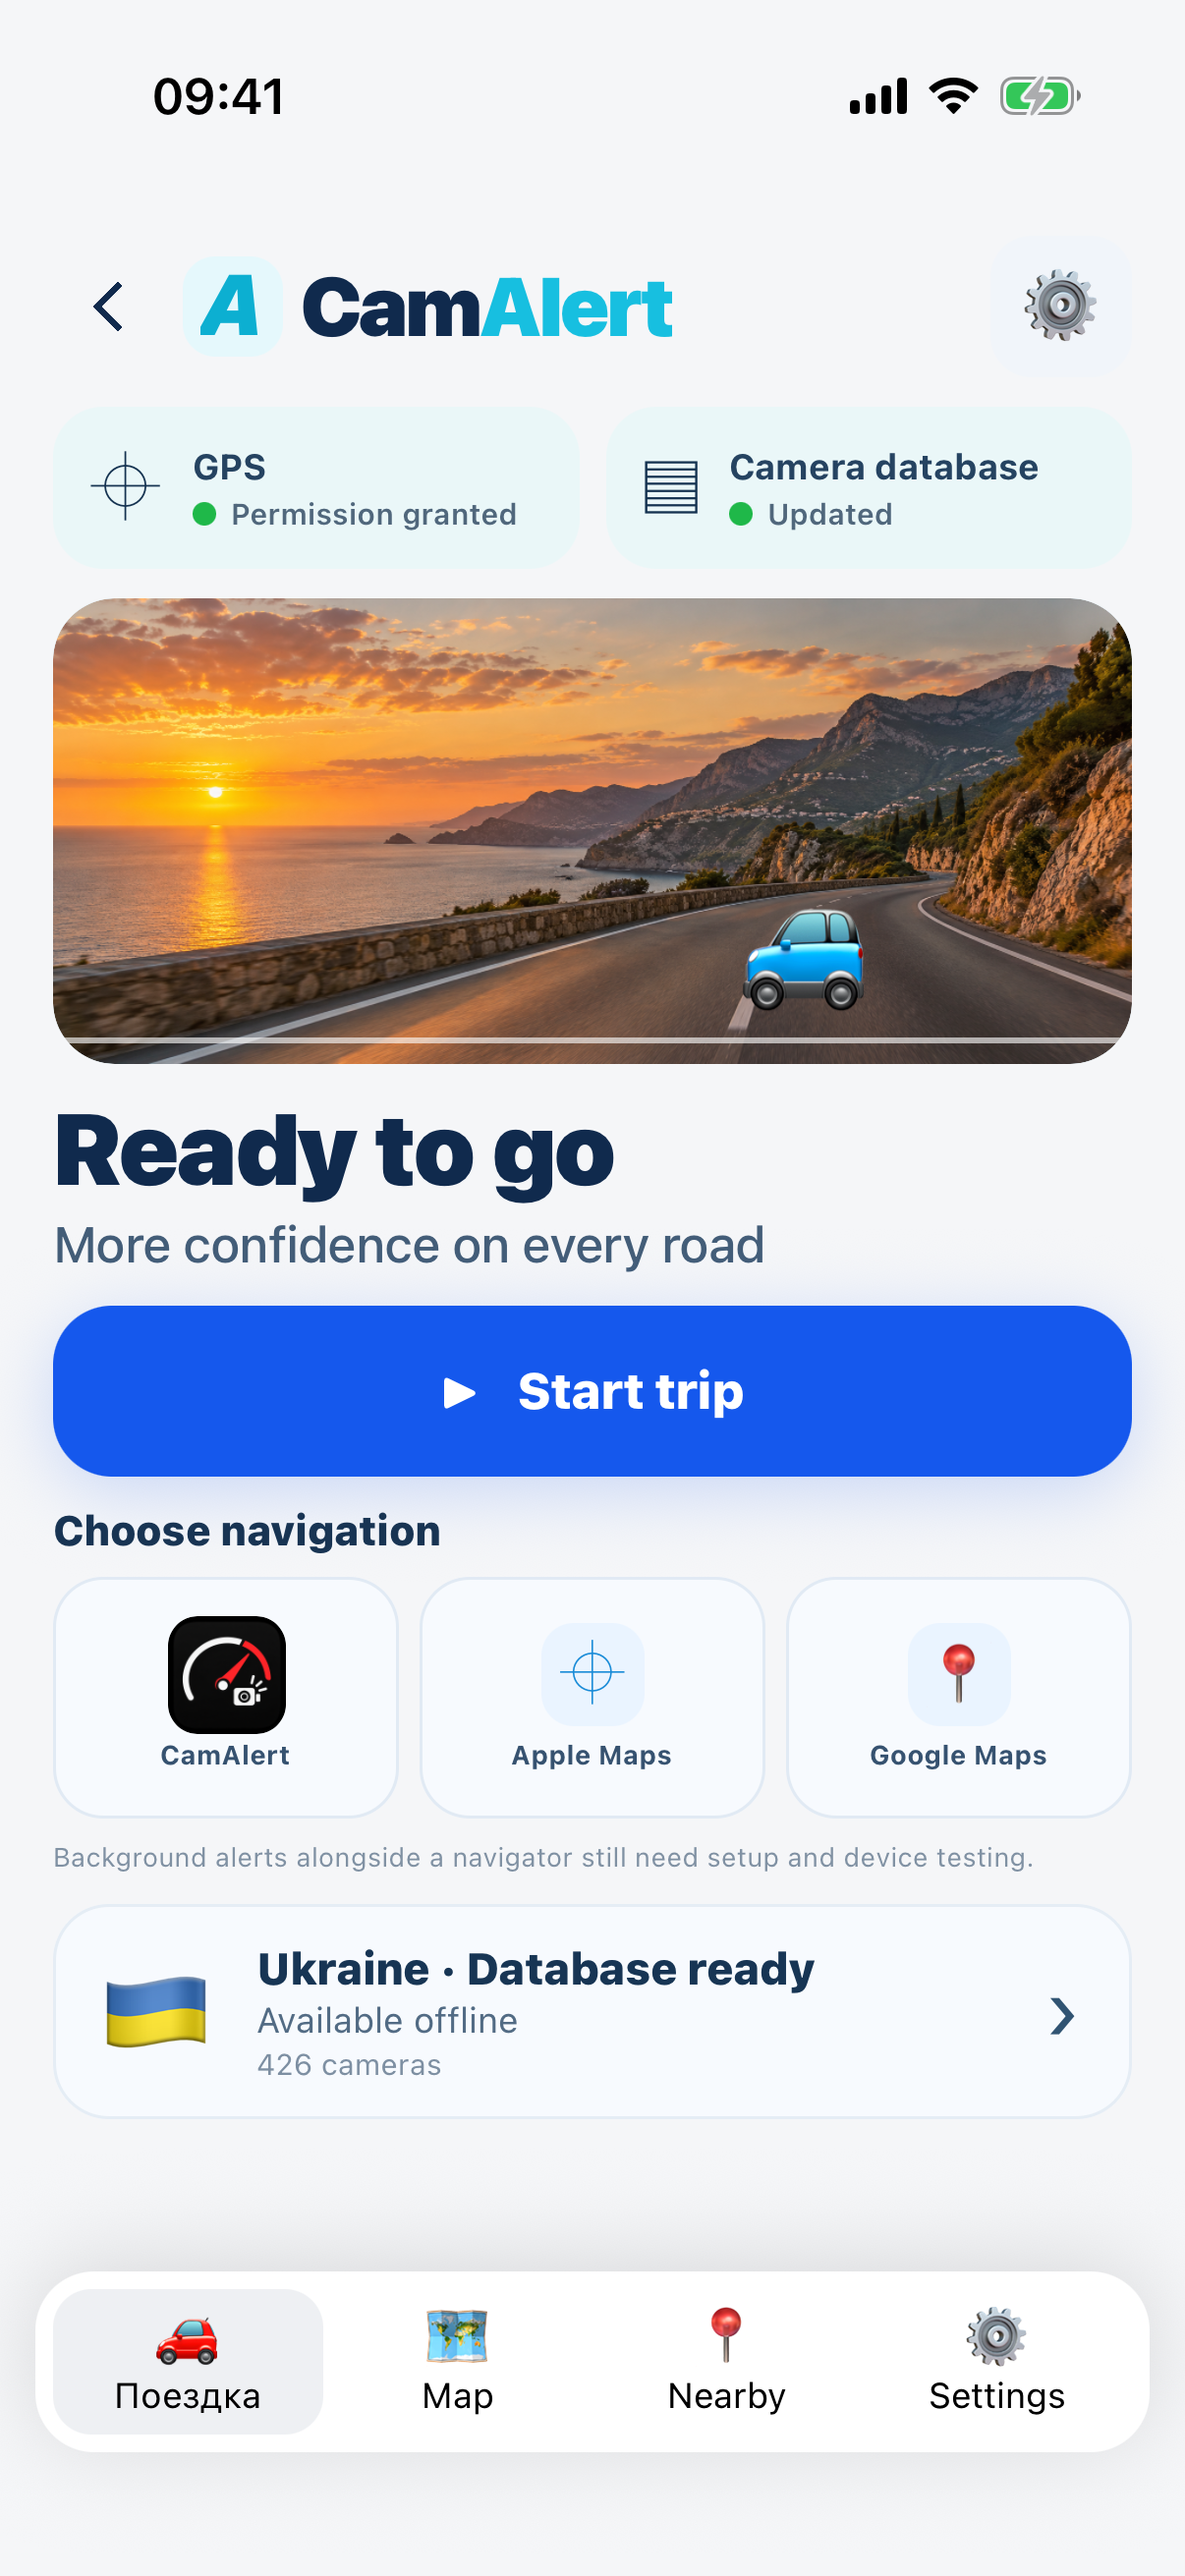 09:41
A CamAlert
GPS
Permission granted
Camera database
Updated
Ready to go
More confidence on every road
Start trip
Choose navigation
CamAlert
Apple Maps
Google Maps
Background alerts alongside a navigator still need setup and device testing.
Ukraine · Database ready
Available offline
426 cameras
Поездка
Map
Nearby
Settings